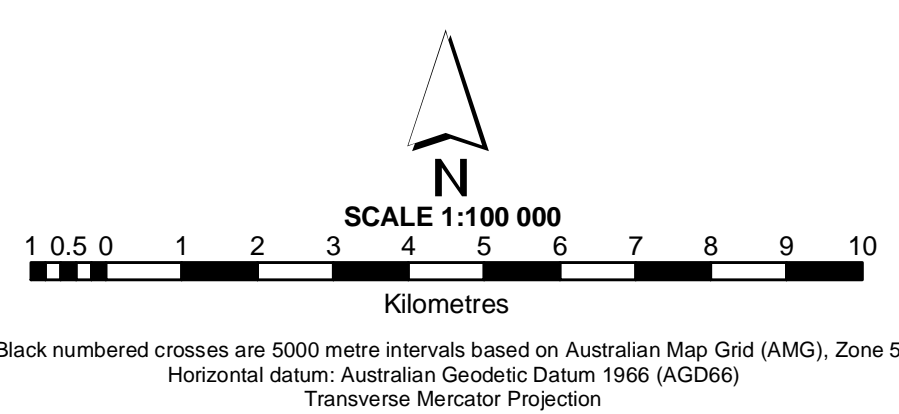 N
SCALE 1:100 000
1 0.5 0 1 2 3 4 5 6 7 8 9 10
Kilometres
Black numbered crosses are 5000 metre intervals based on Australian Map Grid (AMG), Zone 5
Horizontal datum: Australian Geodetic Datum 1966 (AGD66)
Transverse Mercator Projection